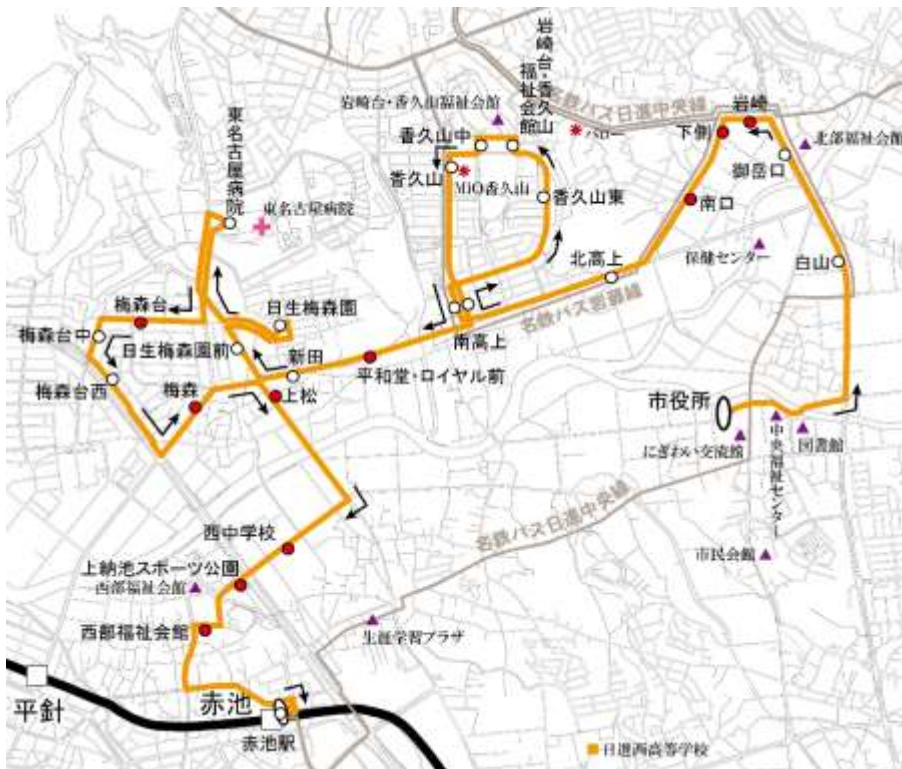 名鉄バス日進中央線
岩崎台・香久山福祉会館
岩崎台・香久山
福祉会館
バロー
岩崎
下側
北部福祉会館
御岳口
香久山中
香久山
MIO香久山
香久山東
南口
東名古屋病院
東名古屋病院
保健センター
白山
北高上
名鉄バス岩崎線
南高上
梅森台
梅森台中
梅森台西
梅森
日生梅森園
日生梅森園前
新田
上松
平和堂・ロイヤル前
市役所
にぎわい交流館
中央福祉センター
図書館
名鉄バス日進中央線
市民会館
西中学校
上納池スポーツ公園
西部福祉会館
西部福祉会館
生涯学習プラザ
赤池
赤池駅
平針
日進西高等学校